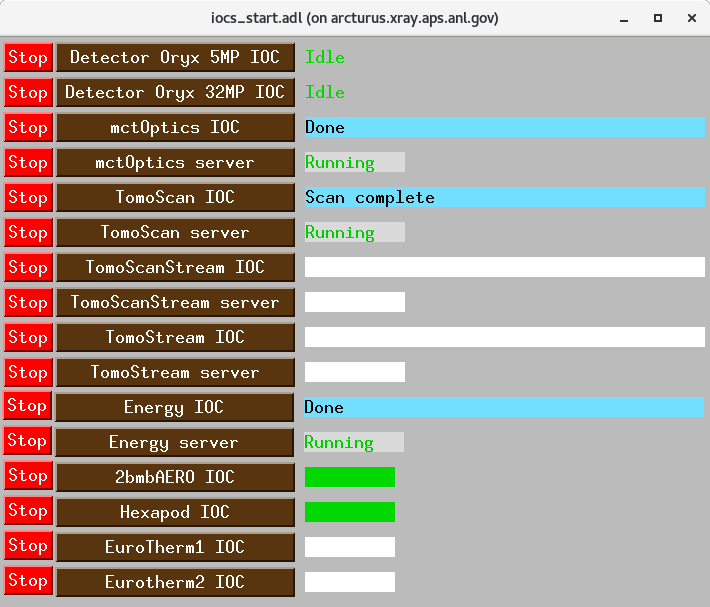 iocs_start.adl (on arcturus.xray.aps.anl.gov)
Stop Detector Oryx 5MP IOC Idle
Stop Detector Oryx 32MP IOC Idle
Stop mctOptics IOC Done
Stop mctOptics server Running
Stop TomoScan IOC Scan complete
Stop TomoScan server Running
Stop TomoScanStream IOC
Stop TomoScanStream server
Stop TomoStream IOC
Stop TomoStream server
Stop Energy IOC Done
Stop Energy server Running
Stop 2bmbAERO IOC
Stop Hexapod IOC
Stop EuroTherm1 IOC
Stop Eurotherm2 IOC